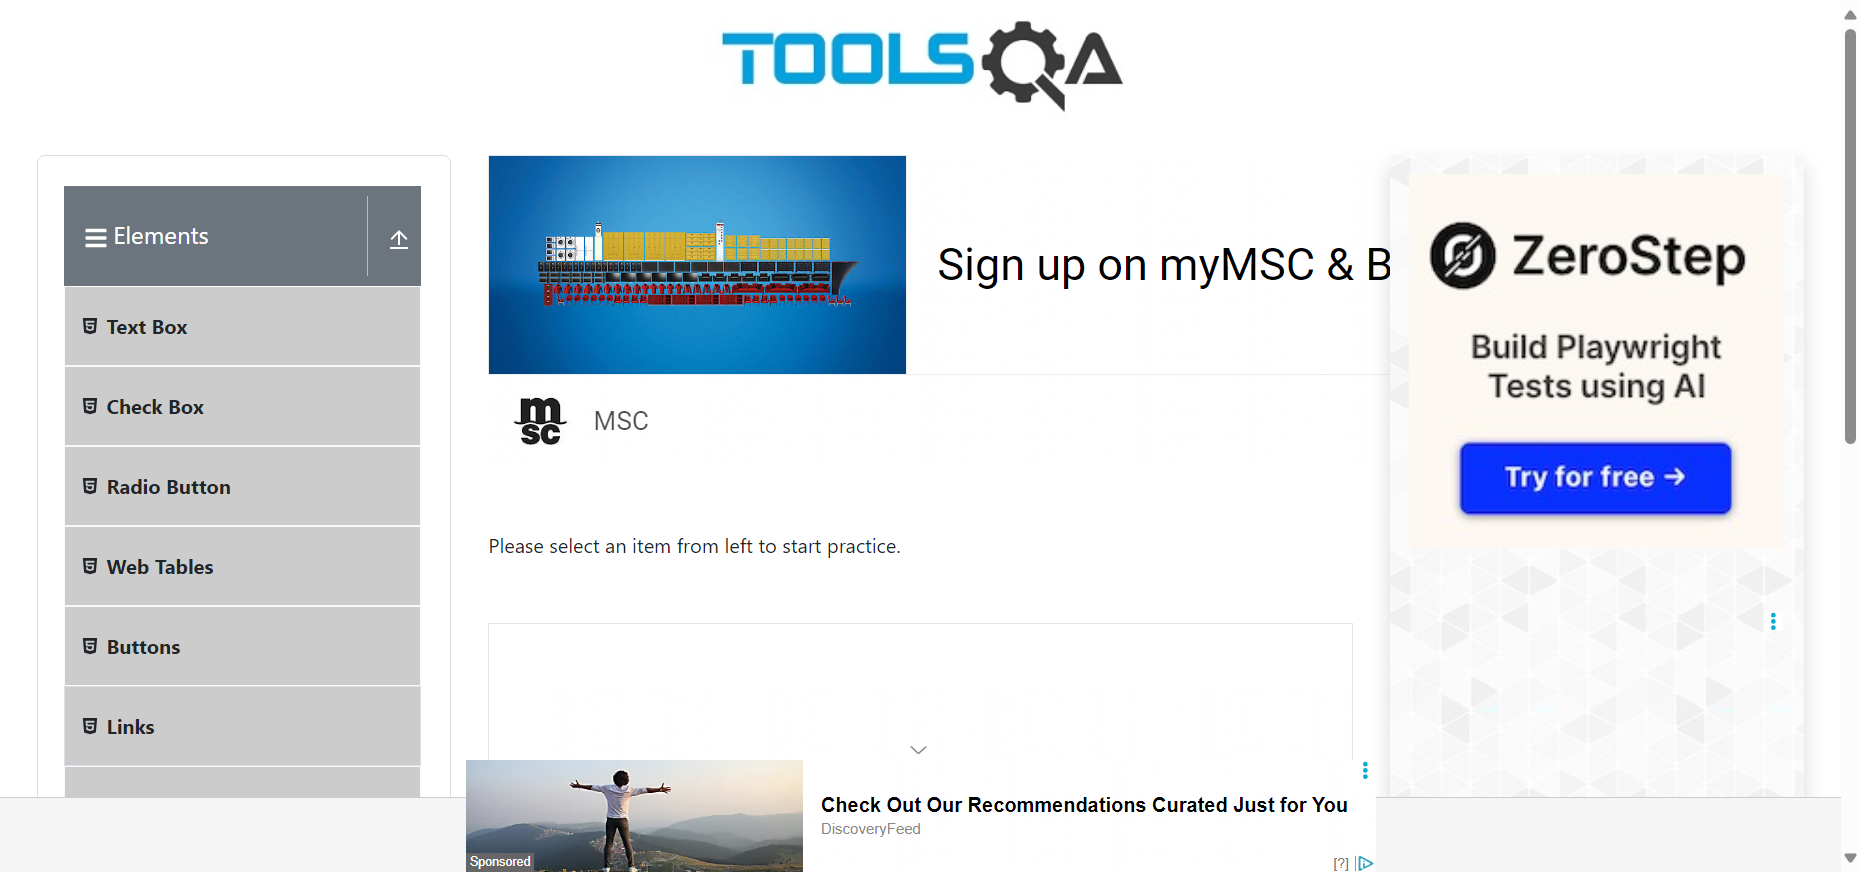 TOOLSQA
Elements
Text Box
Check Box
Radio Button
Web Tables
Buttons
Links
Sign up on myMSC & B
msc
MSC
Please select an item from left to start practice.
ZeroStep
Build Playwright
Tests using AI
Try for free →
Check Out Our Recommendations Curated Just for You
DiscoveryFeed
Sponsored
[?]